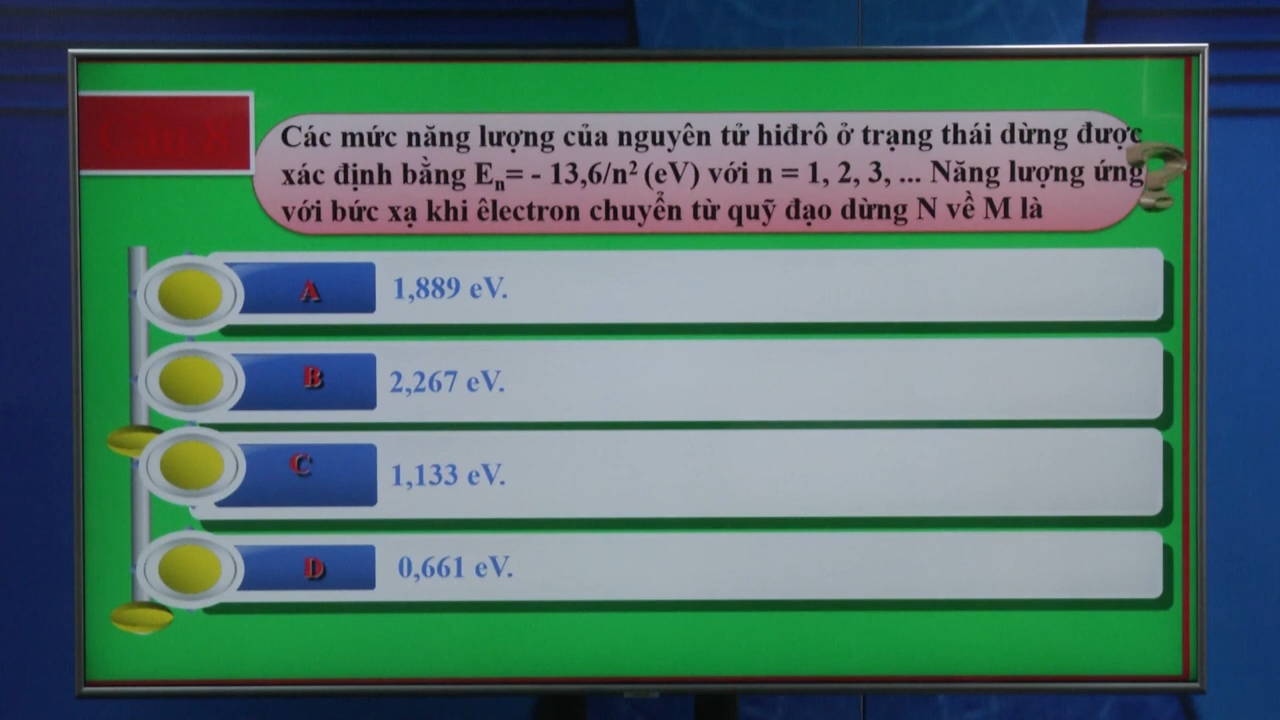 Câu 8
Các mức năng lượng của nguyên tử hiđrô ở trạng thái dừng được
xác định bằng Eₙ= - 13,6/n² (eV) với n = 1, 2, 3, ... Năng lượng ứng
với bức xạ khi êlectron chuyển từ quỹ đạo dừng N về M là
?
A 1,889 eV.
B 2,267 eV.
C 1,133 eV.
D 0,661 eV.